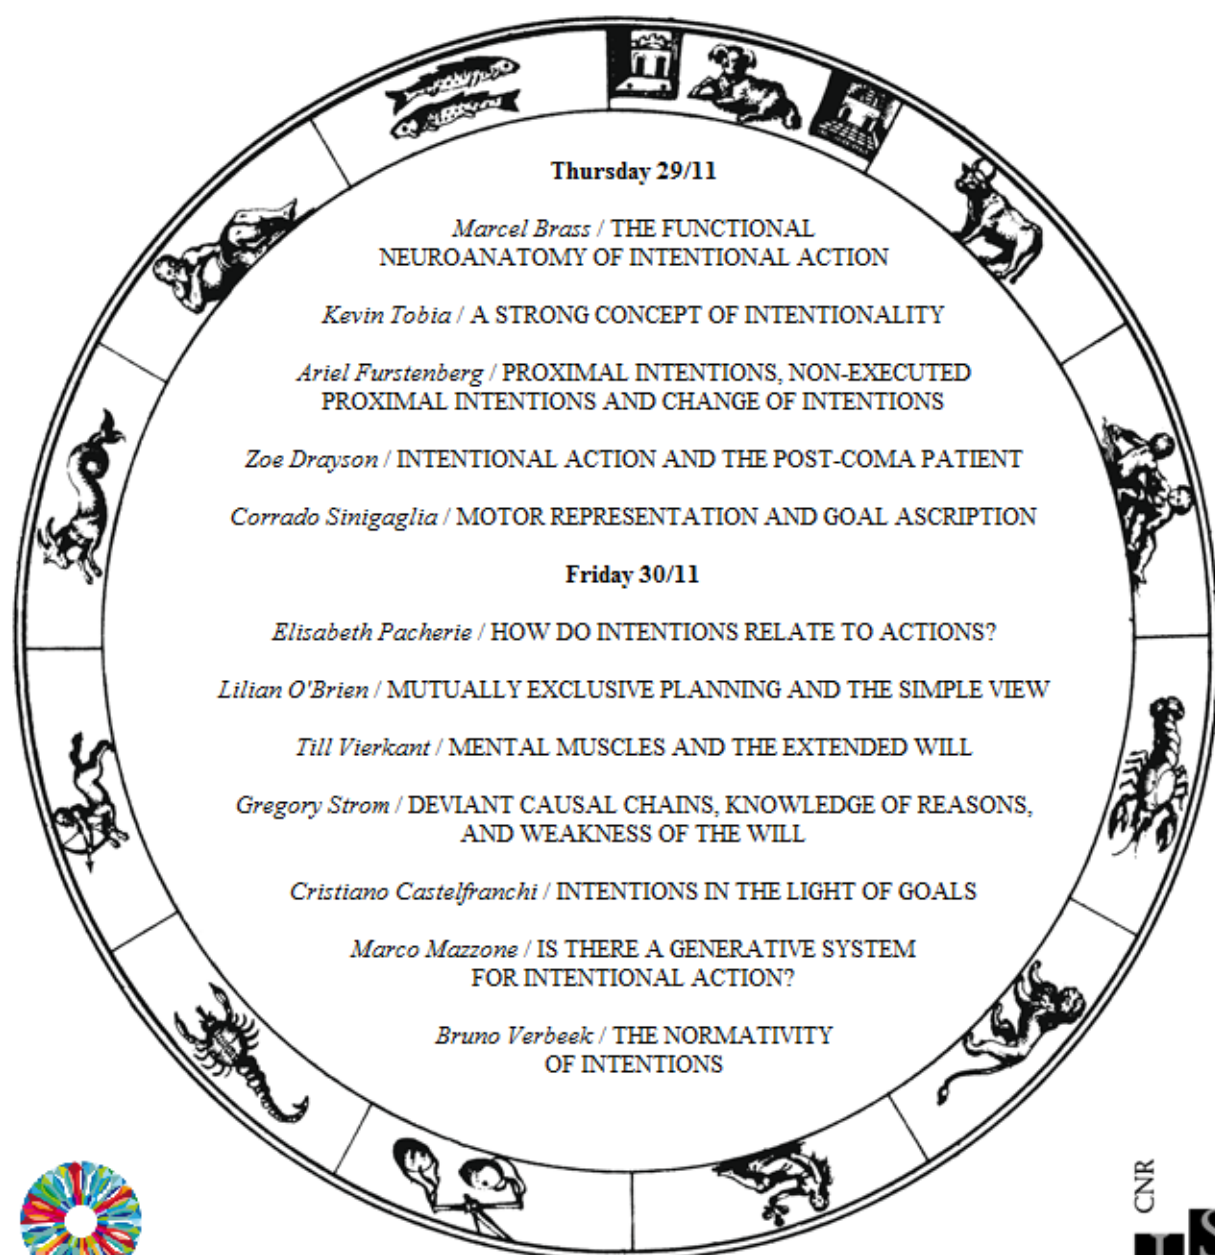 Thursday 29/11
Marcel Brass / THE FUNCTIONAL
NEUROANATOMY OF INTENTIONAL ACTION
Kevin Tobia / A STRONG CONCEPT OF INTENTIONALITY
Ariel Furstenberg / PROXIMAL INTENTIONS, NON-EXECUTED
PROXIMAL INTENTIONS AND CHANGE OF INTENTIONS
Zoe Drayson / INTENTIONAL ACTION AND THE POST-COMA PATIENT
Corrado Sinigaglia / MOTOR REPRESENTATION AND GOAL ASCRIPTION
Friday 30/11
Elisabeth Pacherie / HOW DO INTENTIONS RELATE TO ACTIONS?
Lilian O'Brien / MUTUALLY EXCLUSIVE PLANNING AND THE SIMPLE VIEW
Till Vierkant / MENTAL MUSCLES AND THE EXTENDED WILL
Gregory Strom / DEVIANT CAUSAL CHAINS, KNOWLEDGE OF REASONS,
AND WEAKNESS OF THE WILL
Cristiano Castelfranchi / INTENTIONS IN THE LIGHT OF GOALS
Marco Mazzone / IS THERE A GENERATIVE SYSTEM
FOR INTENTIONAL ACTION?
Bruno Verbeek / THE NORMATIVITY
OF INTENTIONS
CNR